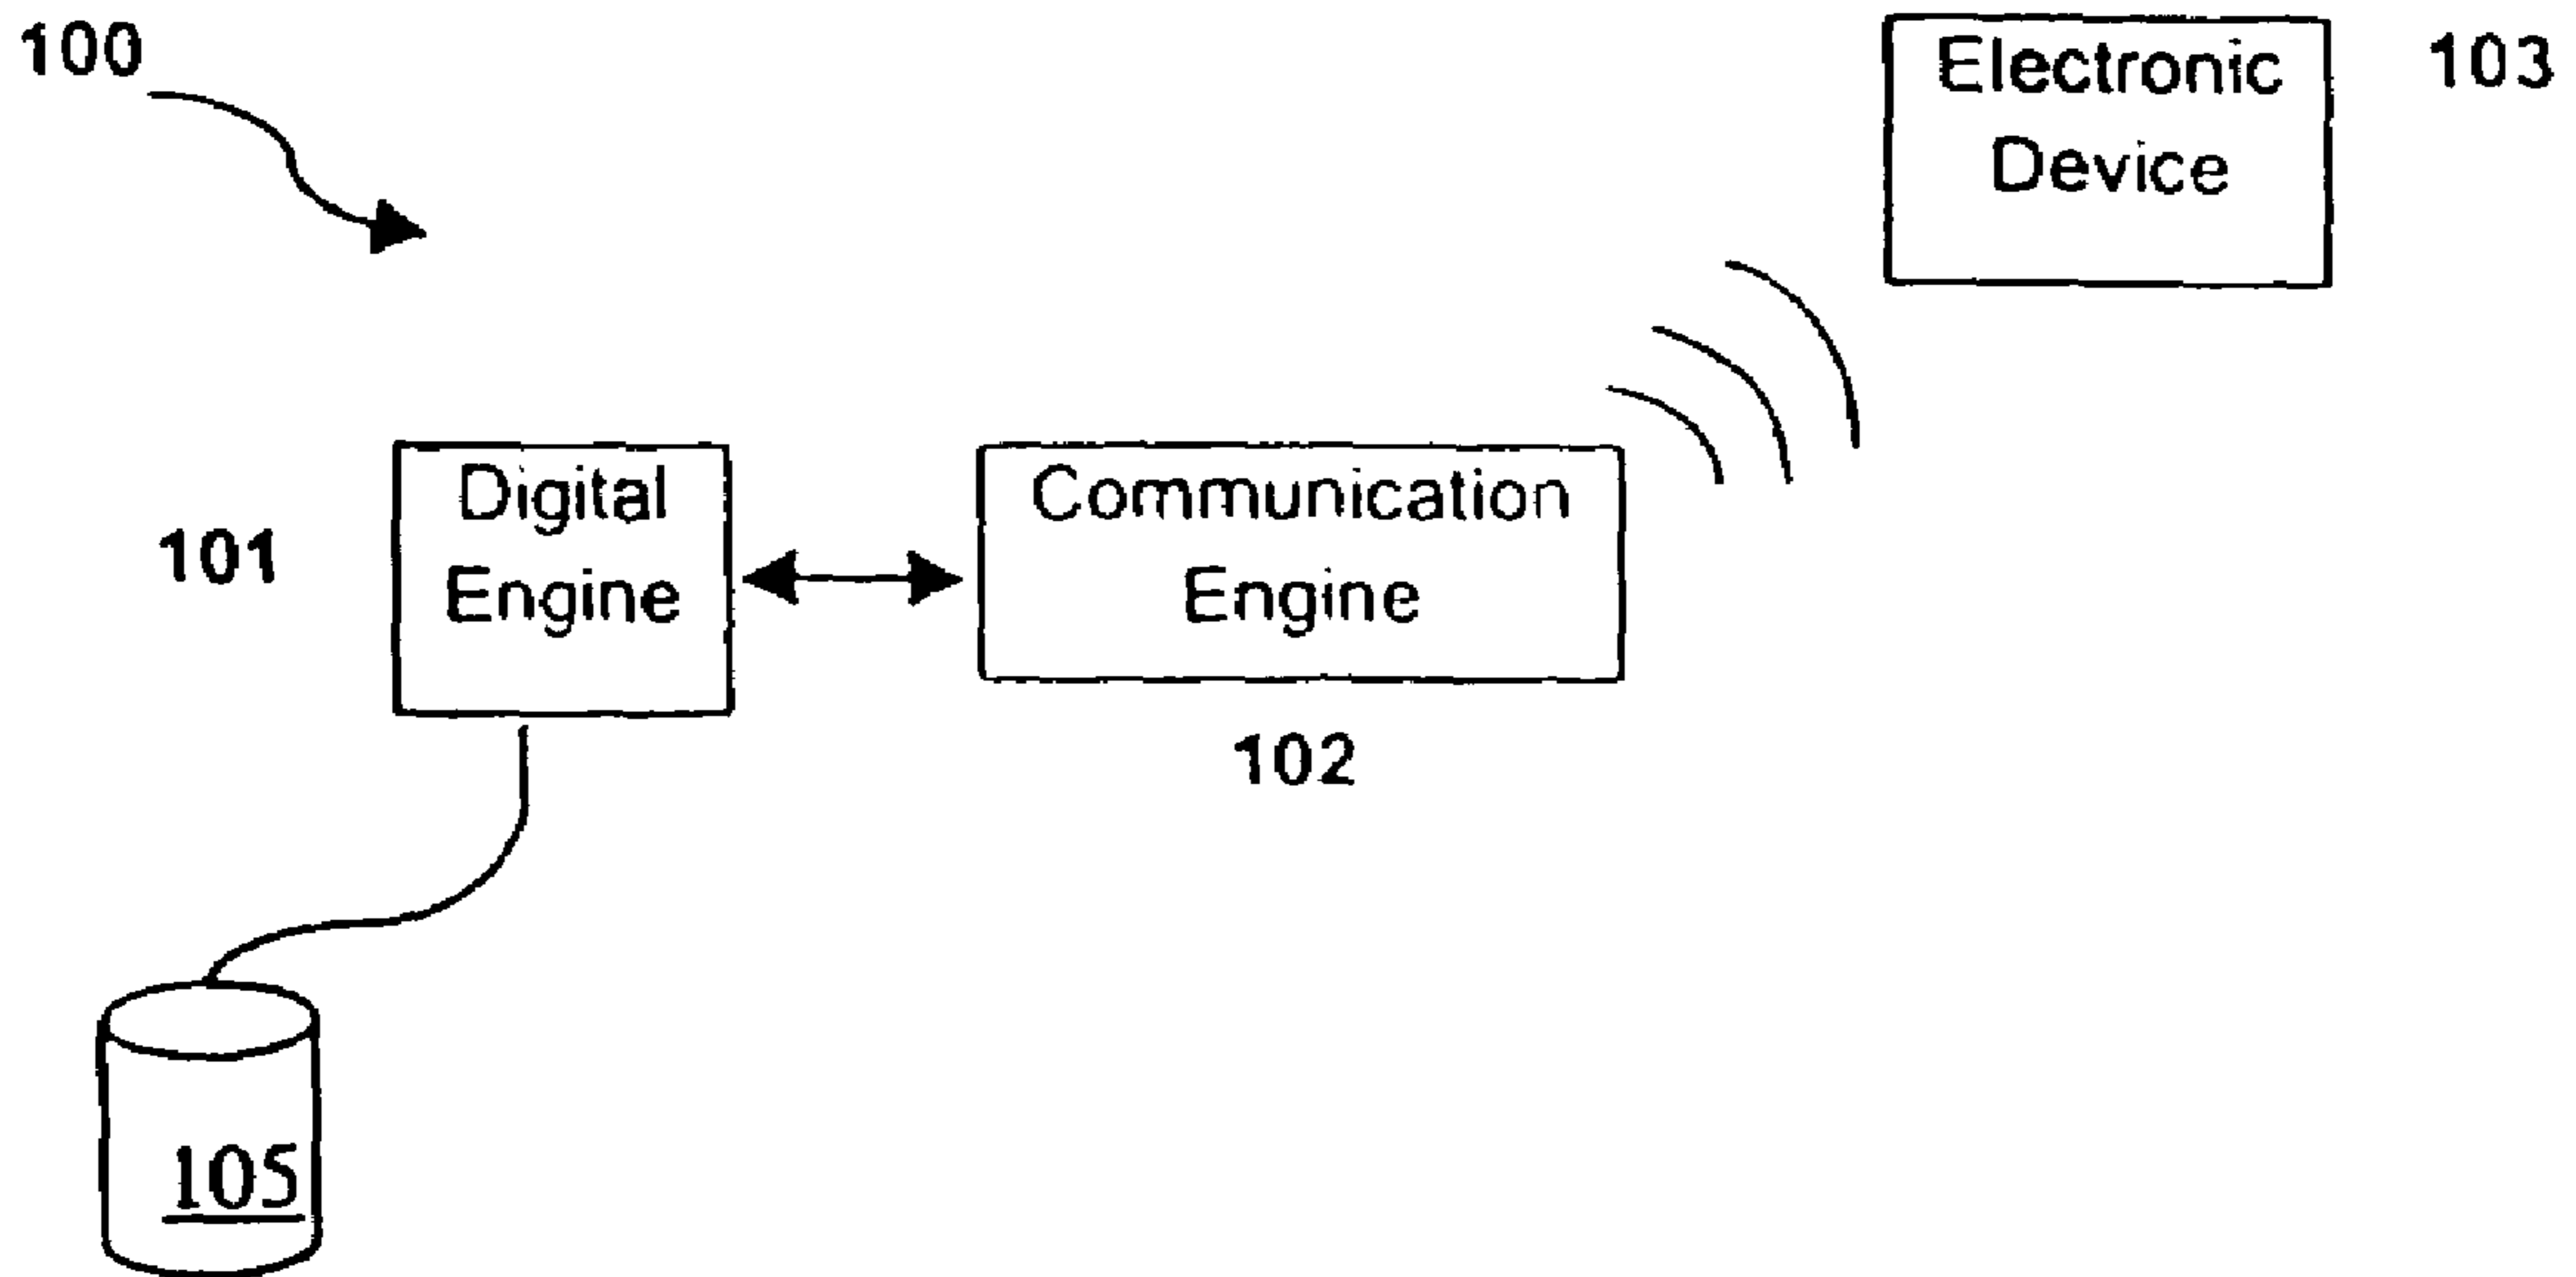 100
Electronic
Device
103
101
Digital
Engine
Communication
Engine
102
105